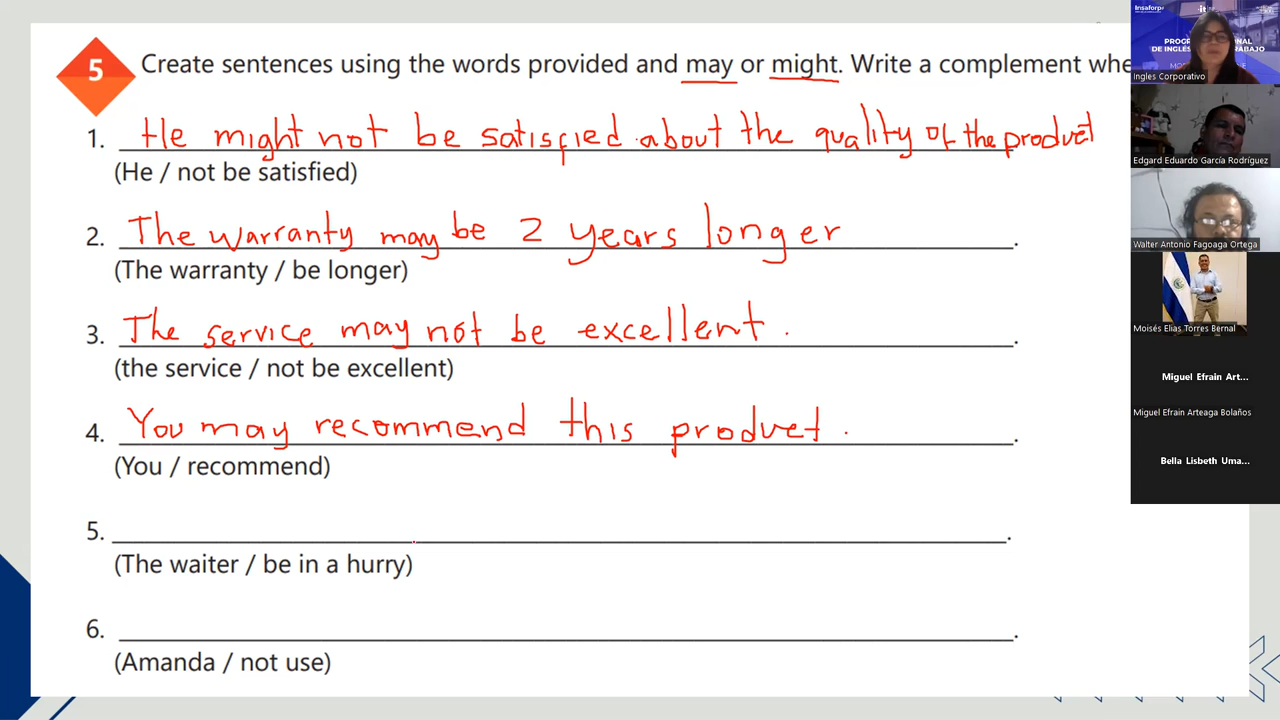 5
Create sentences using the words provided and may or might. Write a complement whe
1. He might not be satisfied about the quality of the product
(He / not be satisfied)
2. The warranty may be 2 years longer.
(The warranty / be longer)
3. The service may not be excellent.
(the service / not be excellent)
4. You may recommend this product.
(You / recommend)
5. .
(The waiter / be in a hurry)
6. .
(Amanda / not use)
Insaforp
Ingles Corporativo
Edgard Eduardo García Rodríguez
Walter Antonio Fagoaga Ortega
Moisés Elias Torres Bernal
Miguel Efrain Art...
Miguel Efrain Arteaga Bolaños
Bella Lisbeth Uma...